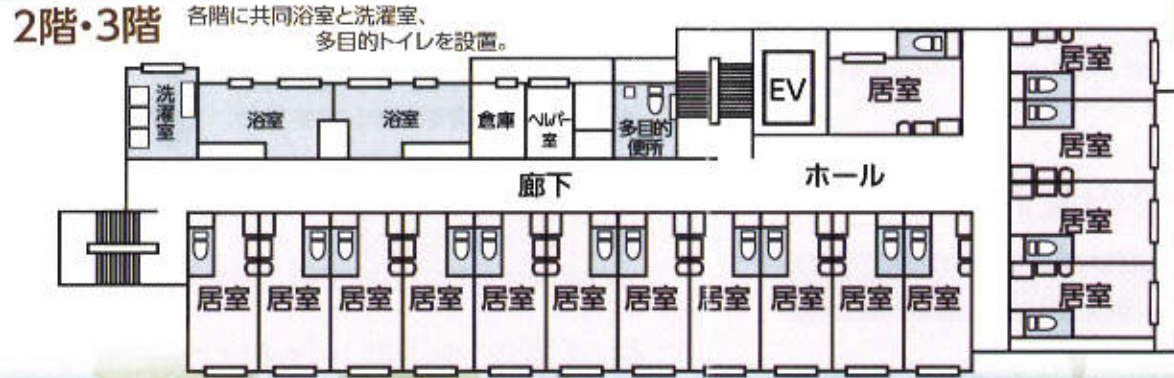 2階・3階
各階に共同浴室と洗濯室、
多目的トイレを設置。
洗濯室
浴室
浴室
倉庫
ヘルパー室
多目的便所
EV
居室
居室
居室
居室
居室
廊下
ホール
居室
居室
居室
居室
居室
居室
居室
居室
居室
居室
居室